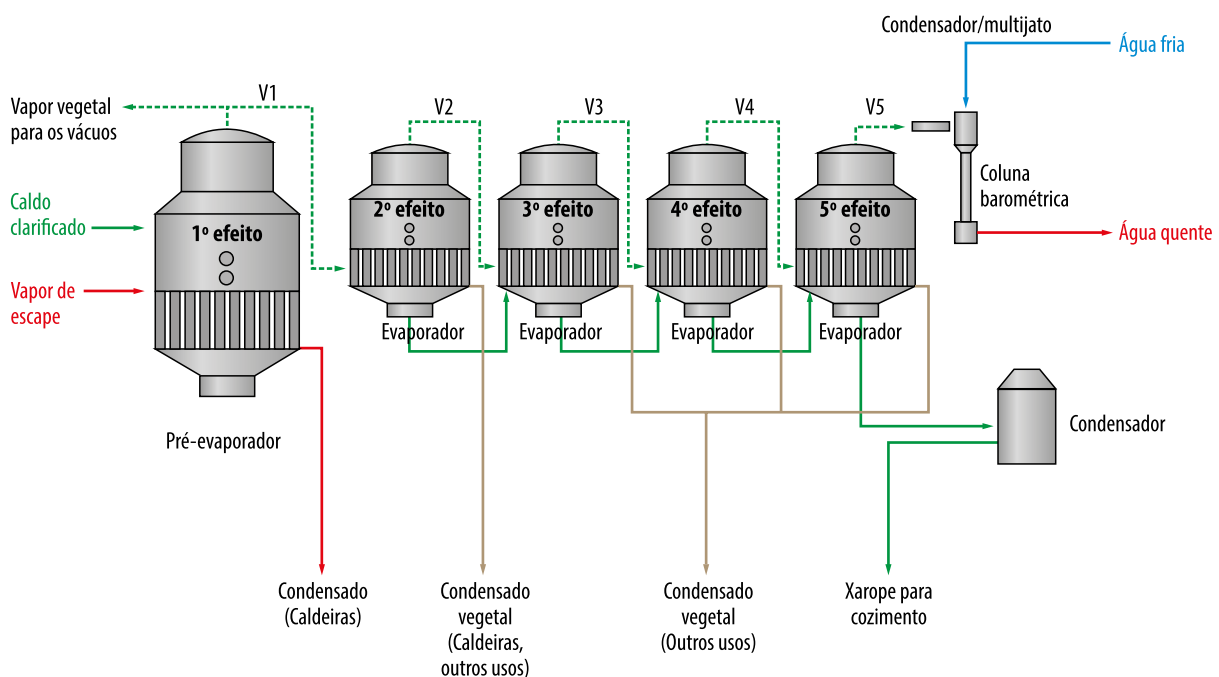 Condensador/multijato
Água fria
V1
V2
V3
V4
V5
Vapor vegetal
para os vácuos
Coluna
barométrica
Caldo
clarificado
1º efeito
2º efeito
3º efeito
4º efeito
5º efeito
Água quente
Vapor de
escape
Evaporador
Evaporador
Evaporador
Evaporador
Pré-evaporador
Condensador
Condensado
(Caldeiras)
Condensado
vegetal
(Caldeiras,
outros usos)
Condensado
vegetal
(Outros usos)
Xarope para
cozimento